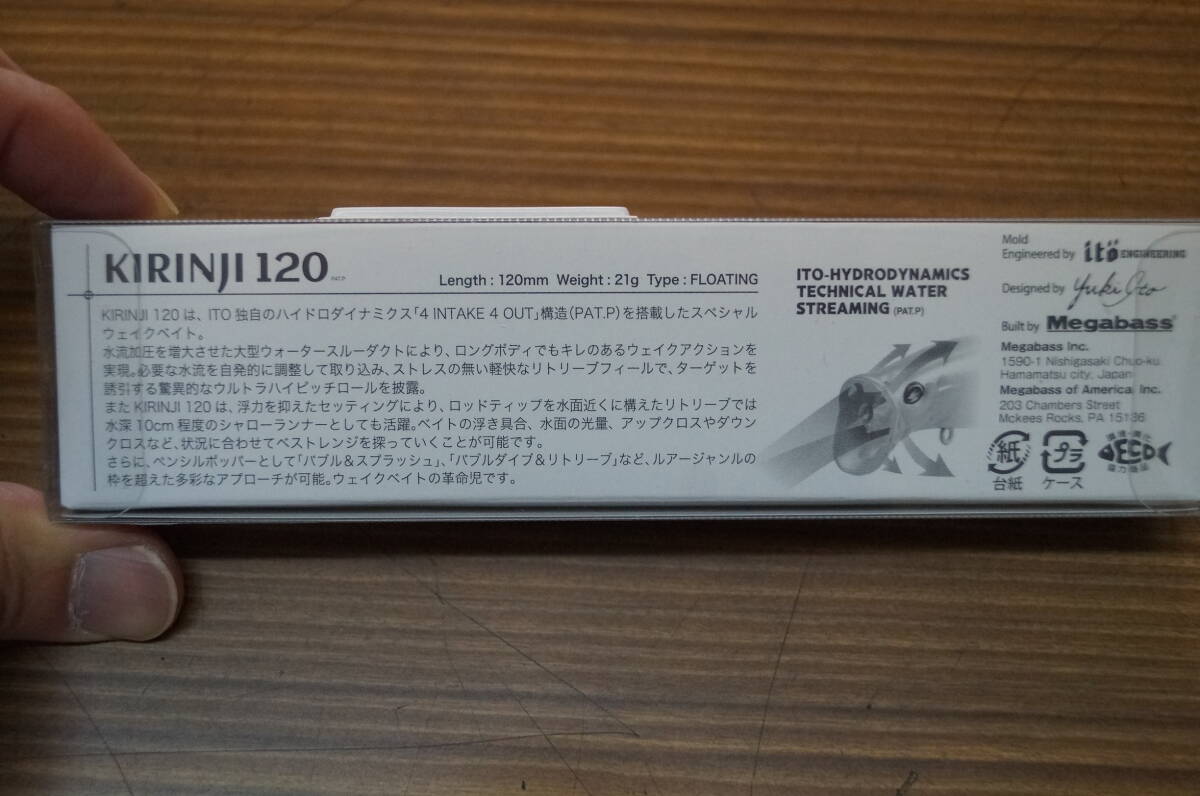 KIRINJI 120 PAT.P
Length : 120mm Weight : 21g Type : FLOATING
KIRINJI 120 は、ITO 独自のハイドロダイナミクス「4 INTAKE 4 OUT」構造(PAT.P)を搭載したスペシャル
ウェイクベイト。
水流加圧を増大させた大型ウォータースルーダクトにより、ロングボディでもキレのあるウェイクアクションを
実現。必要な水流を自発的に調整して取り込み、ストレスの無い軽快なリトリーブフィールで、ターゲットを
誘引する驚異的なウルトラハイピッチロールを披露。
また KIRINJI 120 は、浮力を抑えたセッティングにより、ロッドティップを水面近くに構えたリトリーブでは
水深 10cm 程度のシャローランナーとしても活躍。ベイトの浮き具合、水面の光量、アップクロスやダウン
クロスなど、状況に合わせてベストレンジを探っていくことが可能です。
さらに、ペンシルポッパーとして「バブル&スプラッシュ」、「バブルダイブ&リトリーブ」など、ルアージャンルの
枠を超えた多彩なアプローチが可能。ウェイクベイトの革命児です。
ITO-HYDRODYNAMICS
TECHNICAL WATER
STREAMING (PAT.P)
Mold
Engineered by itö ENGINEERING
Designed by Yuki Ito
Built by Megabass
Megabass Inc.
1590-1 Nishigasaki Chuo-ku.
Hamamatsu city, Japan
Megabass of America Inc.
203 Chambers Street
Mckees Rocks, PA 15136
紙 プラ ECO
台紙 ケース